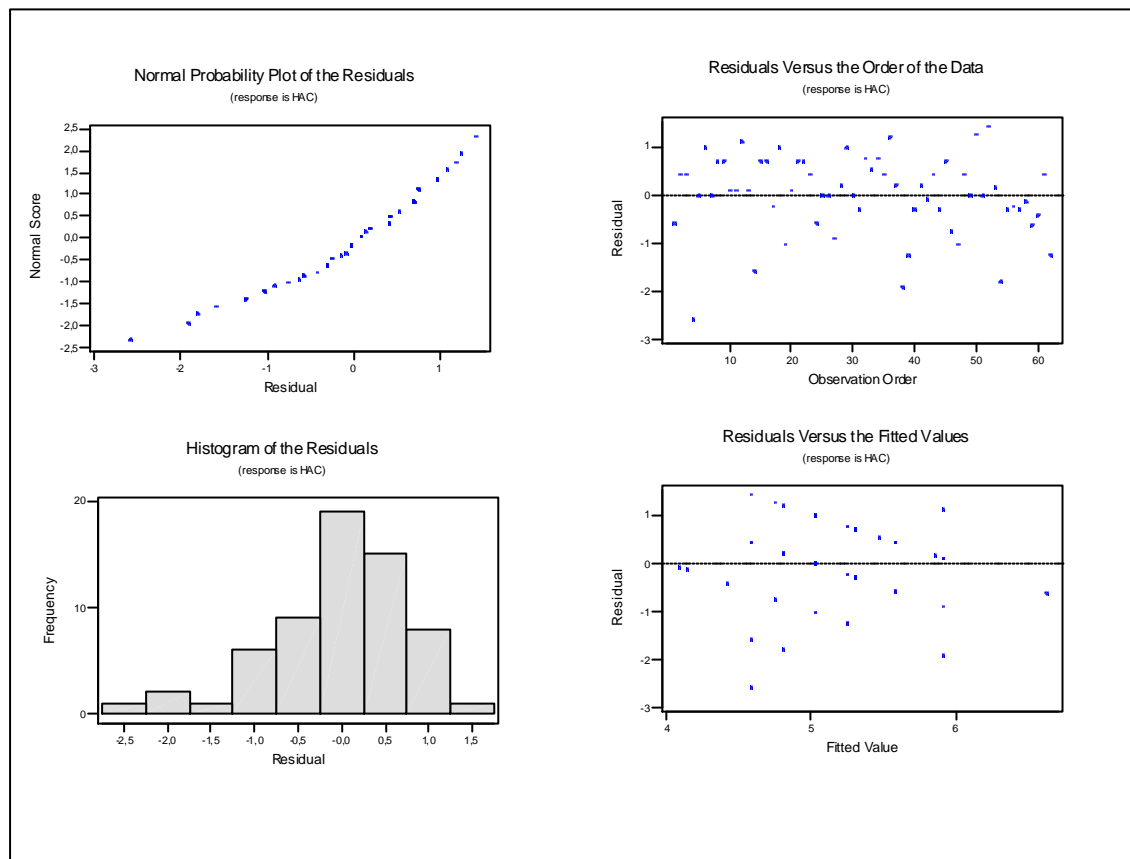 Normal Probability Plot of the Residuals
(response is HAC)
2,5
2,0
1,5
1,0
0,5
0,0
-0,5
-1,0
-1,5
-2,0
-2,5
Normal Score
-3
-2
-1
0
1
Residual
Residuals Versus the Order of the Data
(response is HAC)
1
0
-1
-2
-3
Residual
10
20
30
40
50
60
Observation Order
Histogram of the Residuals
(response is HAC)
20
10
0
Frequency
-2,5
-2,0
-1,5
-1,0
-0,5
-0,0
0,5
1,0
1,5
Residual
Residuals Versus the Fitted Values
(response is HAC)
1
0
-1
-2
-3
Residual
4
5
6
Fitted Value